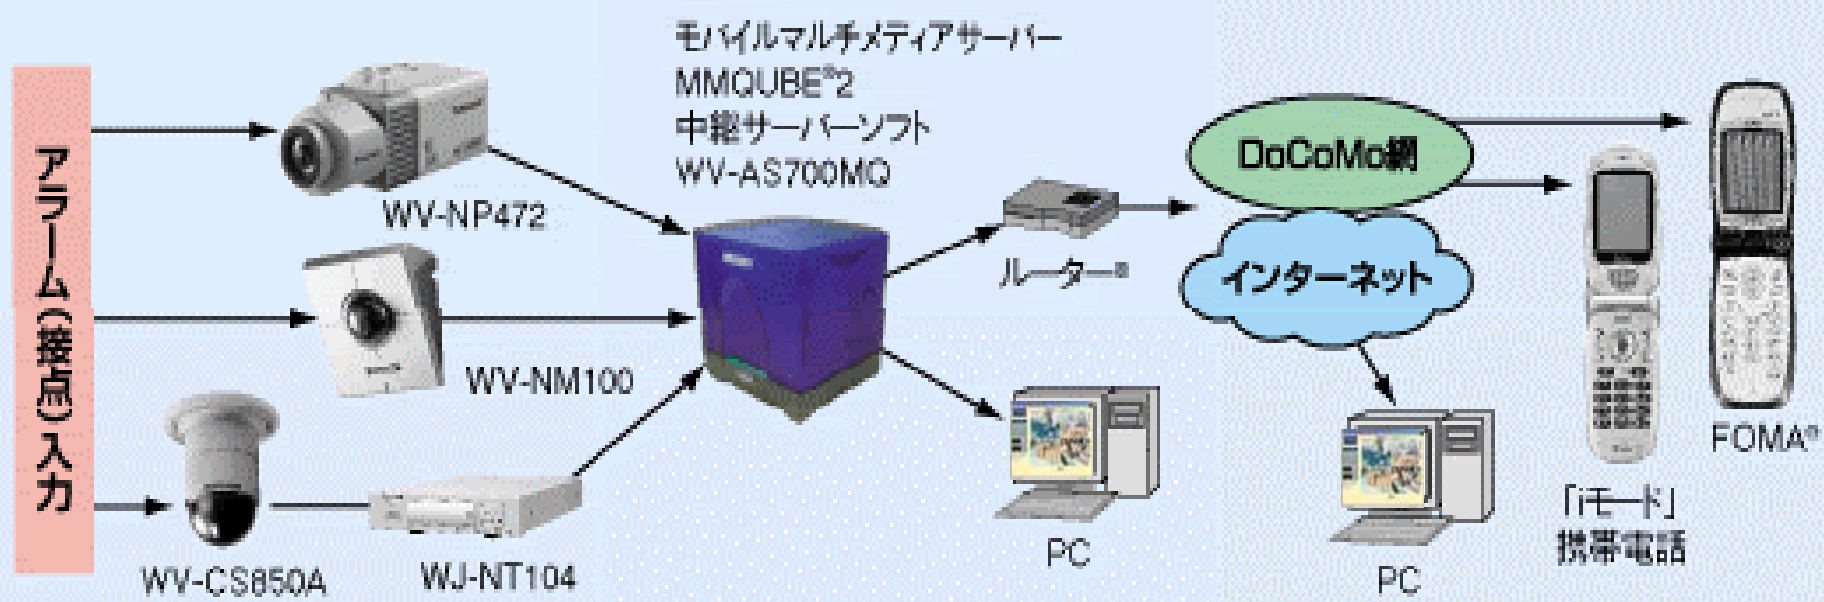 アラーム(接点)入力
WV-NP472
WV-NM100
WV-CS850A
WJ-NT104
モバイルマルチメディアサーバー
MMQUBE®2
中継サーバーソフト
WV-AS700MQ
ルーター※
PC
DoCoMo網
インターネット
PC
「iモード」
携帯電話
FOMA®